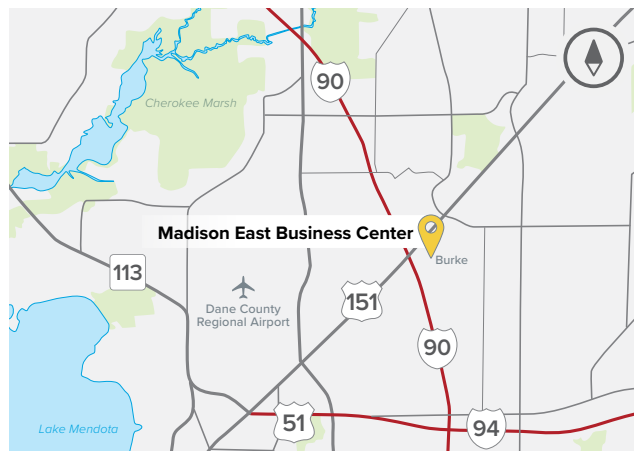 90
Cherokee Marsh
Madison East Business Center
Burke
113
151
Dane County
Regional Airport
90
51
94
Lake Mendota